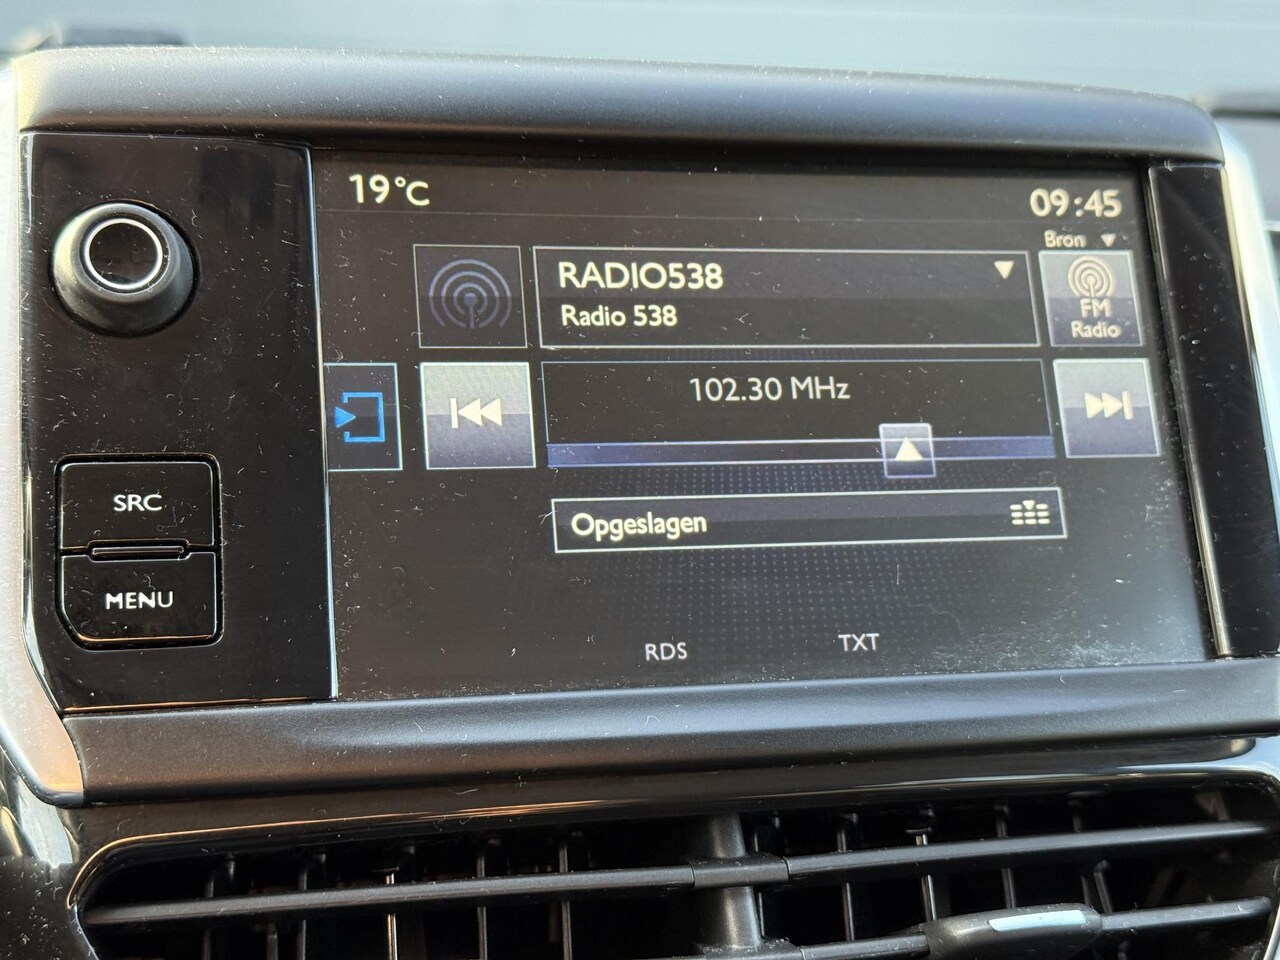 19°C
09:45
Bron
RADIO538
Radio 538
FM
Radio
102.30 MHz
SRC
Opgeslagen
MENU
RDS
TXT